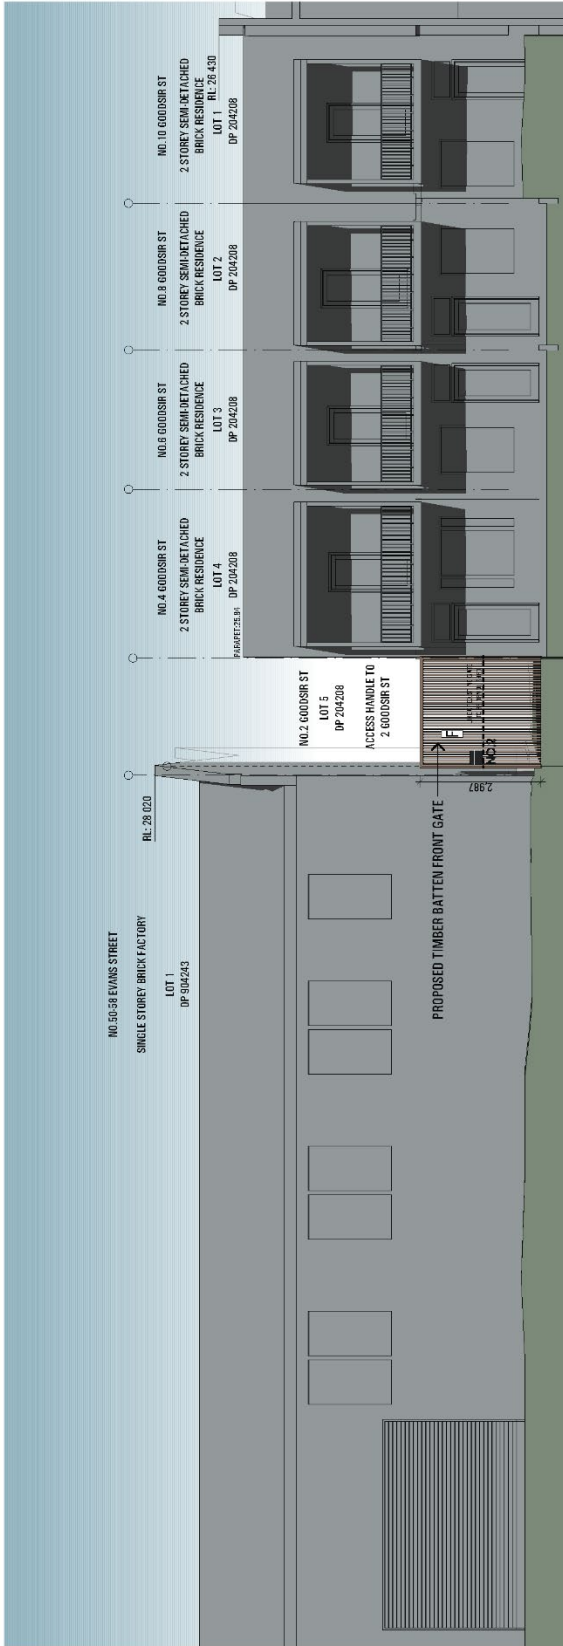 NO.50-58 EVANS STREET
SINGLE STOREY BRICK FACTORY
LOT 1
DP 904243
RL: 28 020
NO.2 GOODSIR ST
LOT 5
DP 204208
ACCESS HANDLE TO
2 GOODSIR ST
PROPOSED TIMBER BATTEN FRONT GATE
2,987
F
NO.2
PARAPET:25.91
NO.4 GOODSIR ST
2 STOREY SEMI-DETACHED
BRICK RESIDENCE
LOT 4
DP 204208
NO.6 GOODSIR ST
2 STOREY SEMI-DETACHED
BRICK RESIDENCE
LOT 3
DP 204208
NO.8 GOODSIR ST
2 STOREY SEMI-DETACHED
BRICK RESIDENCE
LOT 2
DP 204208
NO.10 GOODSIR ST
2 STOREY SEMI-DETACHED
BRICK RESIDENCE
LOT 1
DP 204208
RL: 26 430